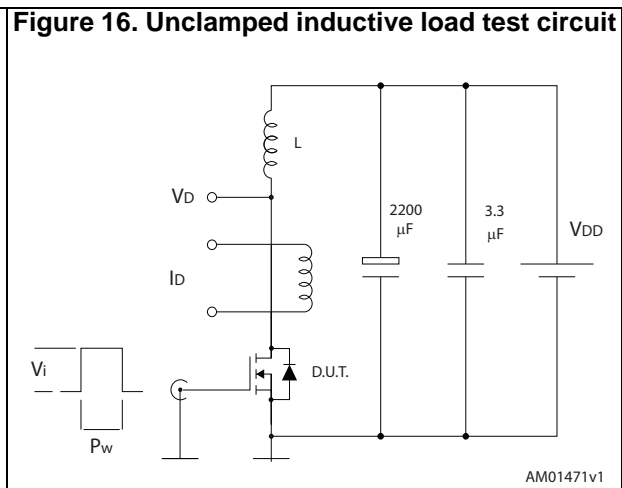 Figure 16. Unclamped inductive load test circuit
L
VD
2200
μF
3.3
μF
VDD
ID
Vi
D.U.T.
Pw
AM01471v1